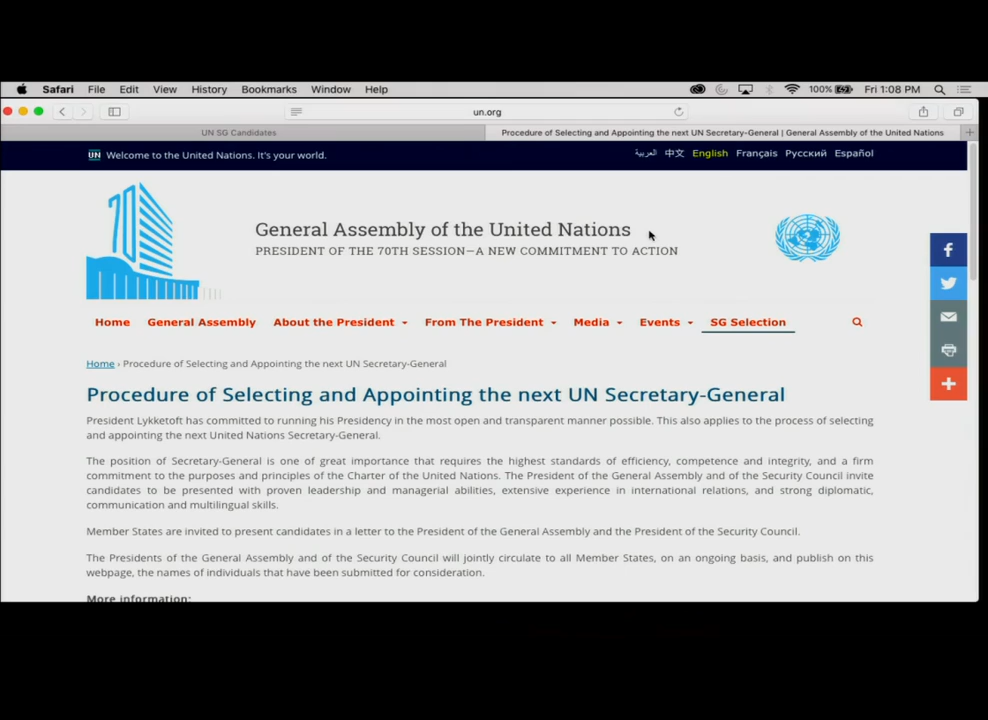 Safari File Edit View History Bookmarks Window Help 100% Fri 1:08 PM
un.org
UN SG Candidates Procedure of Selecting and Appointing the next UN Secretary-General | General Assembly of the United Nations
UN Welcome to the United Nations. It's your world. العربية 中文 English Français Русский Español
70
General Assembly of the United Nations
PRESIDENT OF THE 70TH SESSION—A NEW COMMITMENT TO ACTION
Home General Assembly About the President From The President Media Events SG Selection
Home › Procedure of Selecting and Appointing the next UN Secretary-General
Procedure of Selecting and Appointing the next UN Secretary-General
President Lykketoft has committed to running his Presidency in the most open and transparent manner possible. This also applies to the process of selecting
and appointing the next United Nations Secretary-General.
The position of Secretary-General is one of great importance that requires the highest standards of efficiency, competence and integrity, and a firm
commitment to the purposes and principles of the Charter of the United Nations. The President of the General Assembly and of the Security Council invite
candidates to be presented with proven leadership and managerial abilities, extensive experience in international relations, and strong diplomatic,
communication and multilingual skills.
Member States are invited to present candidates in a letter to the President of the General Assembly and the President of the Security Council.
The Presidents of the General Assembly and of the Security Council will jointly circulate to all Member States, on an ongoing basis, and publish on this
webpage, the names of individuals that have been submitted for consideration.
More information: